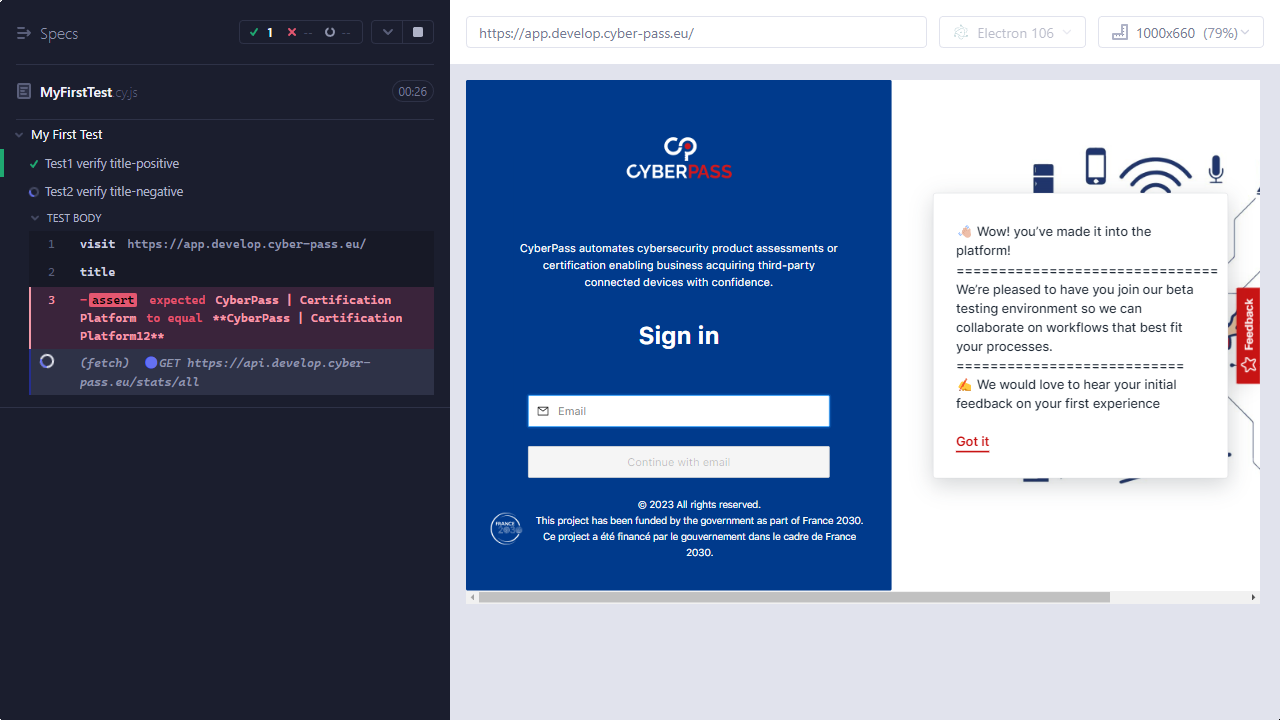 Specs
1 -- --
MyFirstTest.cy.js 00:26
My First Test
Test1 verify title-positive
Test2 verify title-negative
TEST BODY
1 visit https://app.develop.cyber-pass.eu/
2 title
3 -assert expected CyberPass | Certification
Platform to equal **CyberPass | Certification
Platform12**
(fetch) GET https://api.develop.cyber-
pass.eu/stats/all
https://app.develop.cyber-pass.eu/
Electron 106
1000x660 (79%)
CYBERPASS
CyberPass automates cybersecurity product assessments or
certification enabling business acquiring third-party
connected devices with confidence.
Sign in
Email
Continue with email
© 2023 All rights reserved.
FRANCE
2030
This project has been funded by the government as part of France 2030.
Ce project a été financé par le gouvernement dans le cadre de France
2030.
👋🏻 Wow! you’ve made it into the
platform!
===============================
We’re pleased to have you join our beta
testing environment so we can
collaborate on workflows that best fit
your processes.
===========================
✍️ We would love to hear your initial
feedback on your first experience
Got it
Feedback